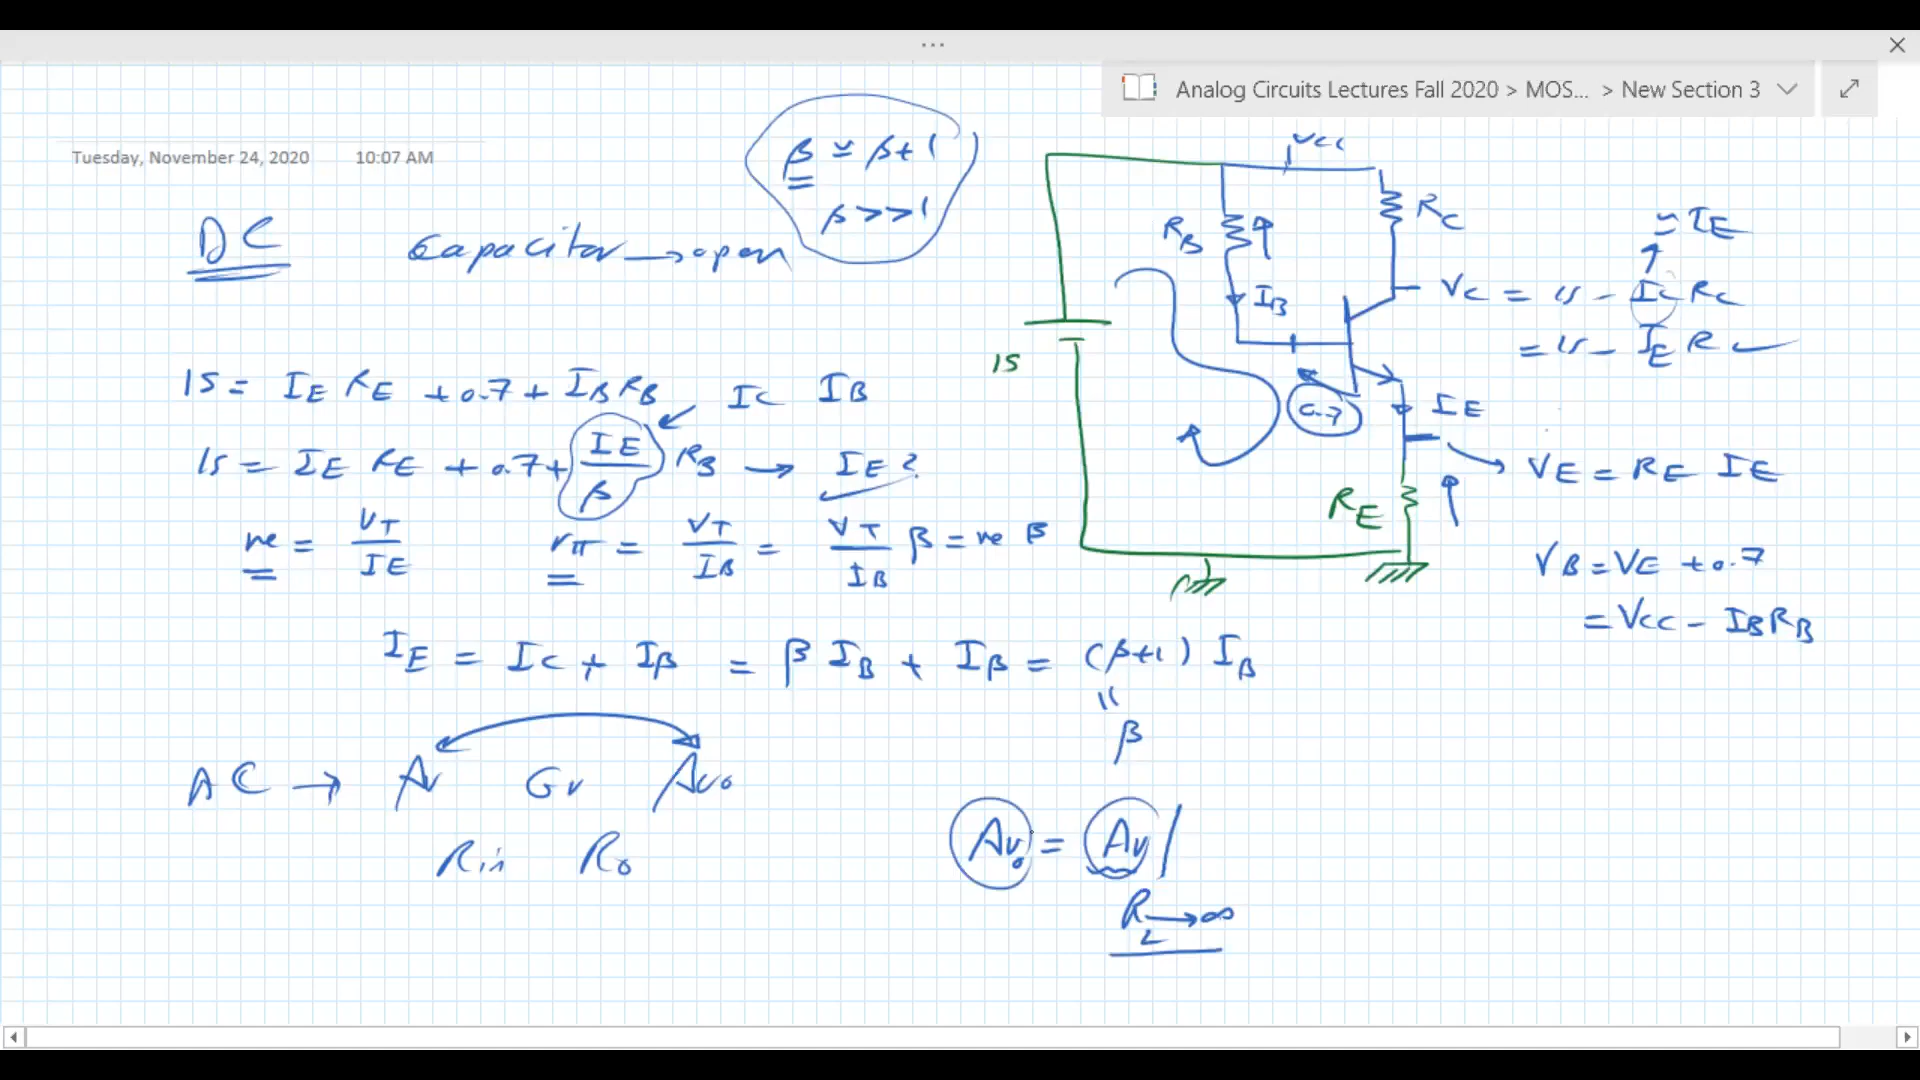 Analog Circuits Lectures Fall 2020 > MOS... > New Section 3
Tuesday, November 24, 2020 10:07 AM
β ≃ β+1
β >> 1
DC Capacitor → open
15 = IE RE + 0.7 + IB RB IC IB
15 = IE RE + 0.7 + IE/β RB → IE?
re = VT/IE rπ = VT/IB = VT/IB β = re β
IE = IC + IB = β IB + IB = (β+1) IB
β
AC → Av Gv Avo
Rin Ro
Avo = Av |
RL → ∞
VCC
RB
RC
IB
15
0.7
IE
RE
≃ IE
VC = 15 - IC RC
= 15 - IE R
VE = RE IE
VB = VE + 0.7
= VCC - IB RB